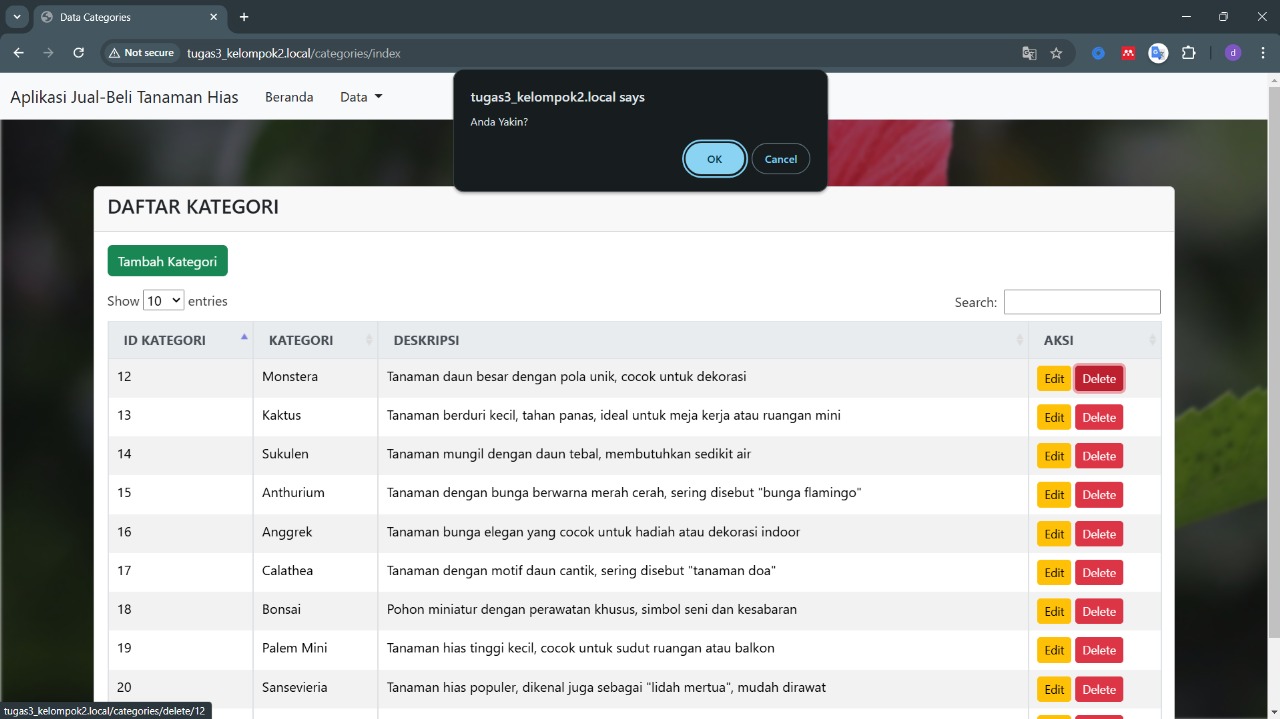 Data Categories
Not secure
tugas3_kelompok2.local/categories/index
tugas3_kelompok2.local says
Anda Yakin?
OK
Cancel
Aplikasi Jual-Beli Tanaman Hias Beranda Data
DAFTAR KATEGORI
Tambah Kategori
Show 10 entries Search:
ID KATEGORI KATEGORI DESKRIPSI AKSI
12 Monstera Tanaman daun besar dengan pola unik, cocok untuk dekorasi Edit Delete
13 Kaktus Tanaman berduri kecil, tahan panas, ideal untuk meja kerja atau ruangan mini Edit Delete
14 Sukulen Tanaman mungil dengan daun tebal, membutuhkan sedikit air Edit Delete
15 Anthurium Tanaman dengan bunga berwarna merah cerah, sering disebut "bunga flamingo" Edit Delete
16 Anggrek Tanaman bunga elegan yang cocok untuk hadiah atau dekorasi indoor Edit Delete
17 Calathea Tanaman dengan motif daun cantik, sering disebut "tanaman doa" Edit Delete
18 Bonsai Pohon miniatur dengan perawatan khusus, simbol seni dan kesabaran Edit Delete
19 Palem Mini Tanaman hias tinggi kecil, cocok untuk sudut ruangan atau balkon Edit Delete
20 Sansevieria Tanaman hias populer, dikenal juga sebagai "lidah mertua", mudah dirawat Edit Delete
tugas3_kelompok2.local/categories/delete/12